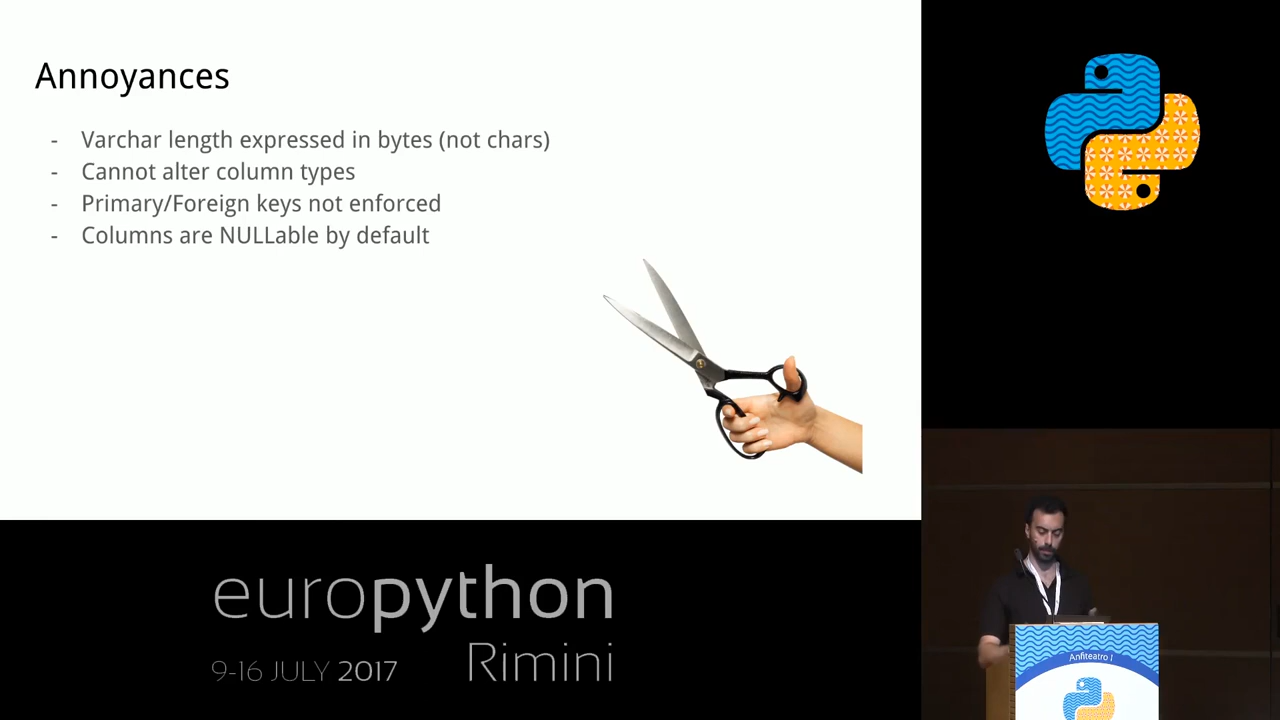 Annoyances
- Varchar length expressed in bytes (not chars)
- Cannot alter column types
- Primary/Foreign keys not enforced
- Columns are NULLable by default
europython
9-16 JULY 2017 Rimini
Anfiteatro 1